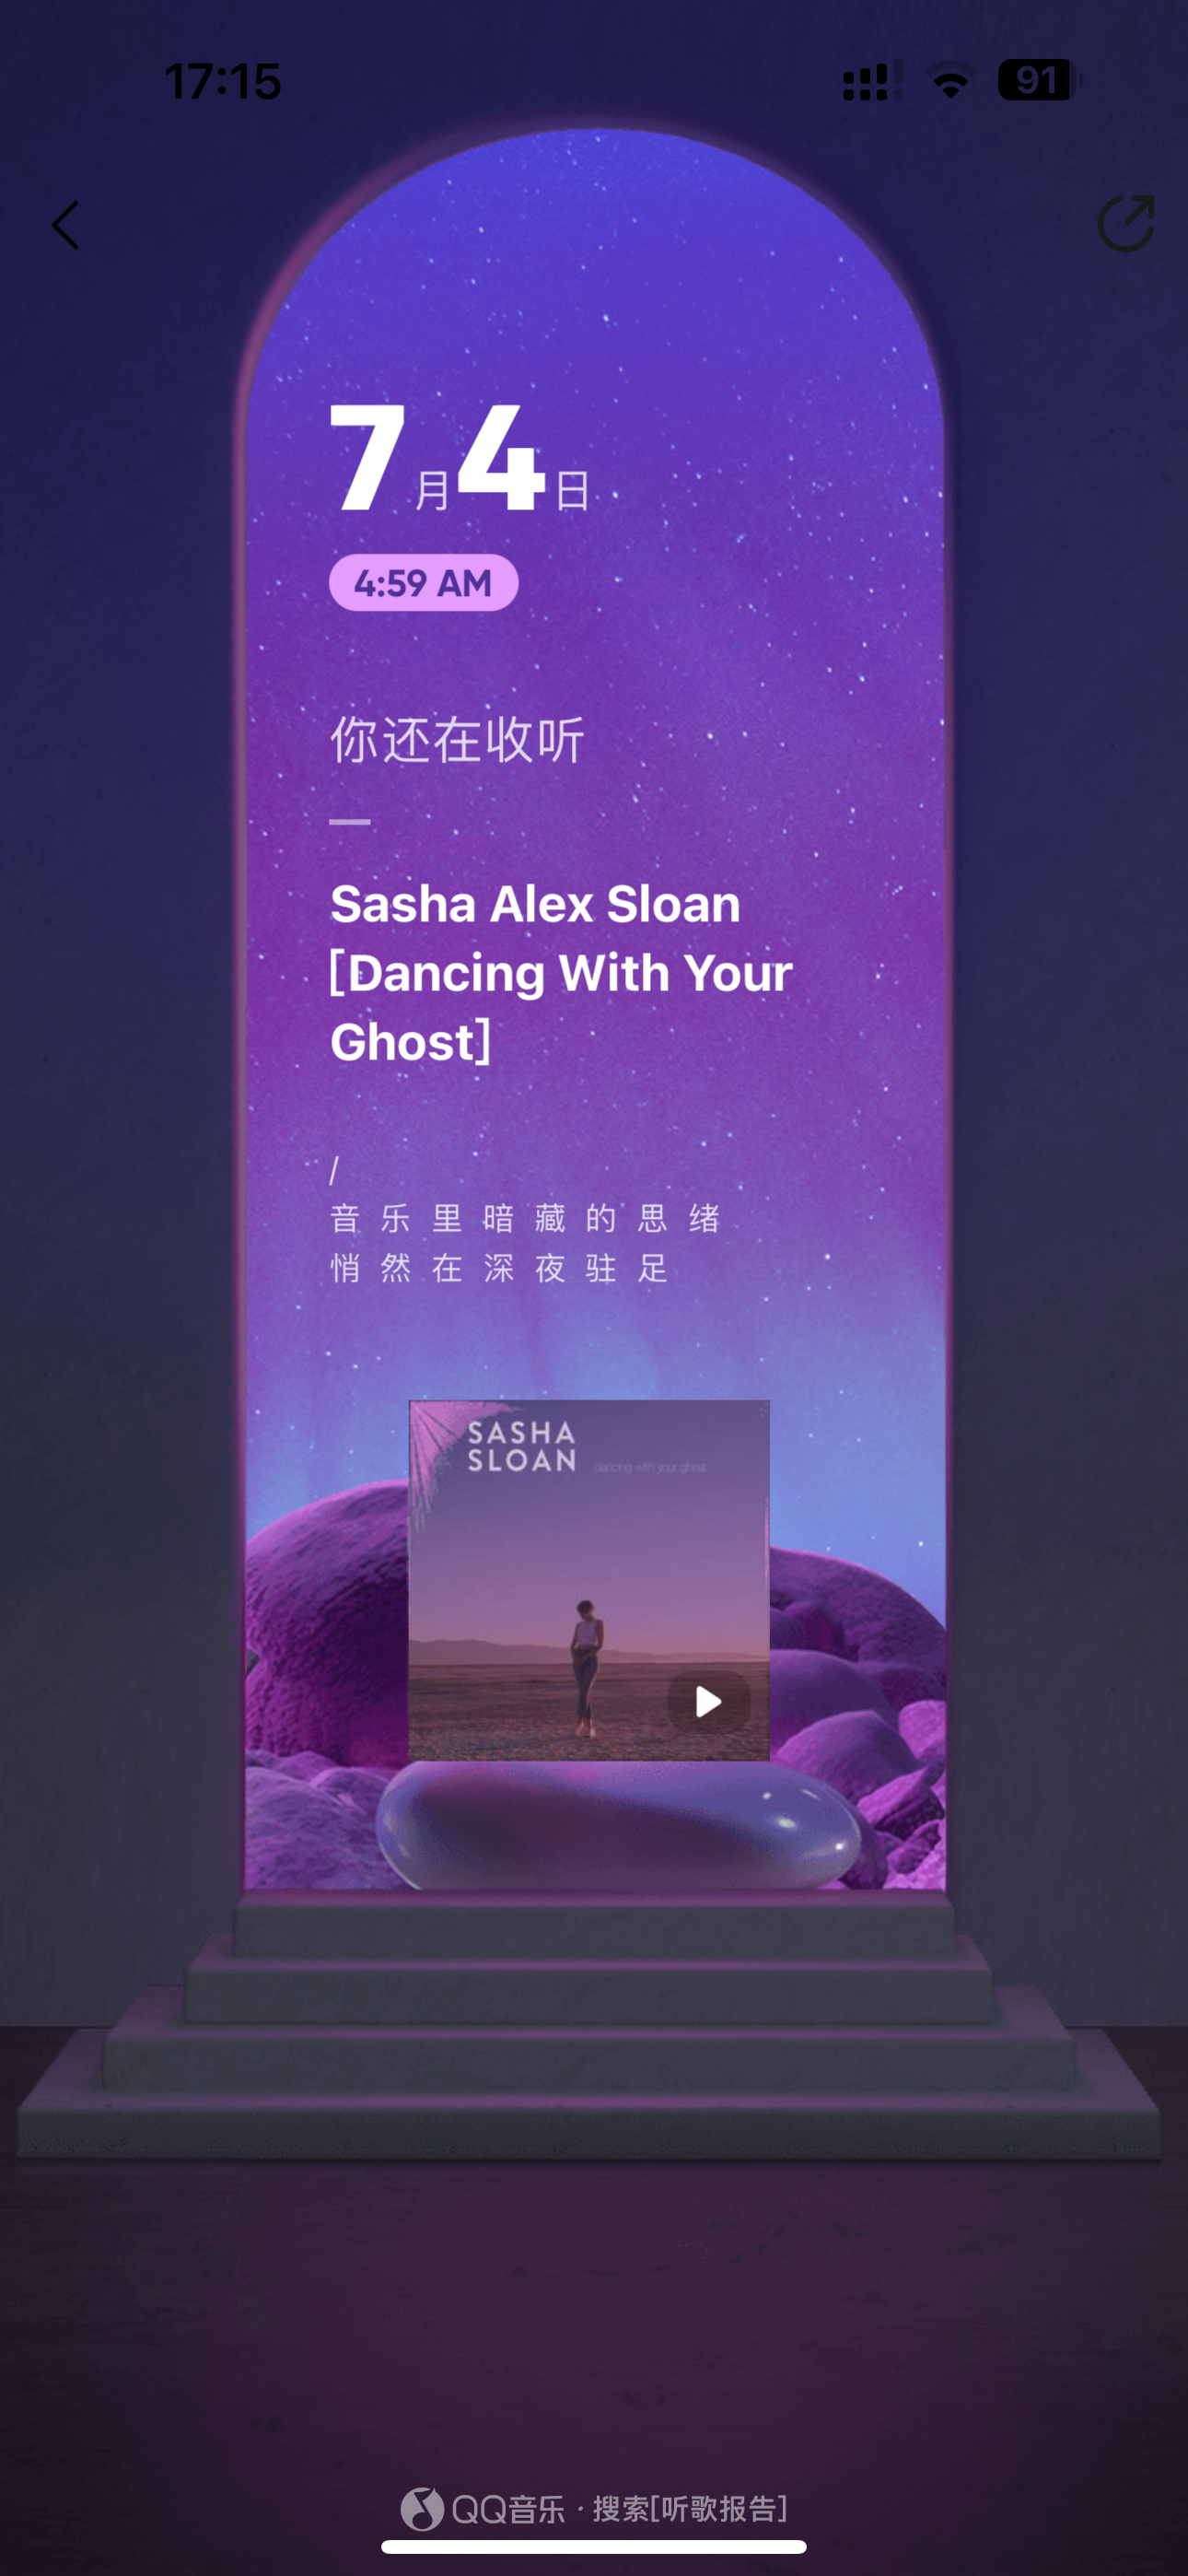 17:15
91
7月4日
4:59 AM
你还在收听
Sasha Alex Sloan
[Dancing With Your
Ghost]
/
音乐里暗藏的思绪
悄然在深夜驻足
SASHA
SLOAN
dancing with your ghost
QQ音乐 · 搜索[听歌报告]